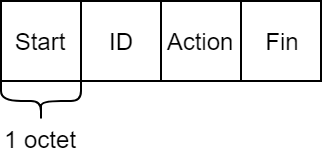 Start ID Action Fin
1 octet